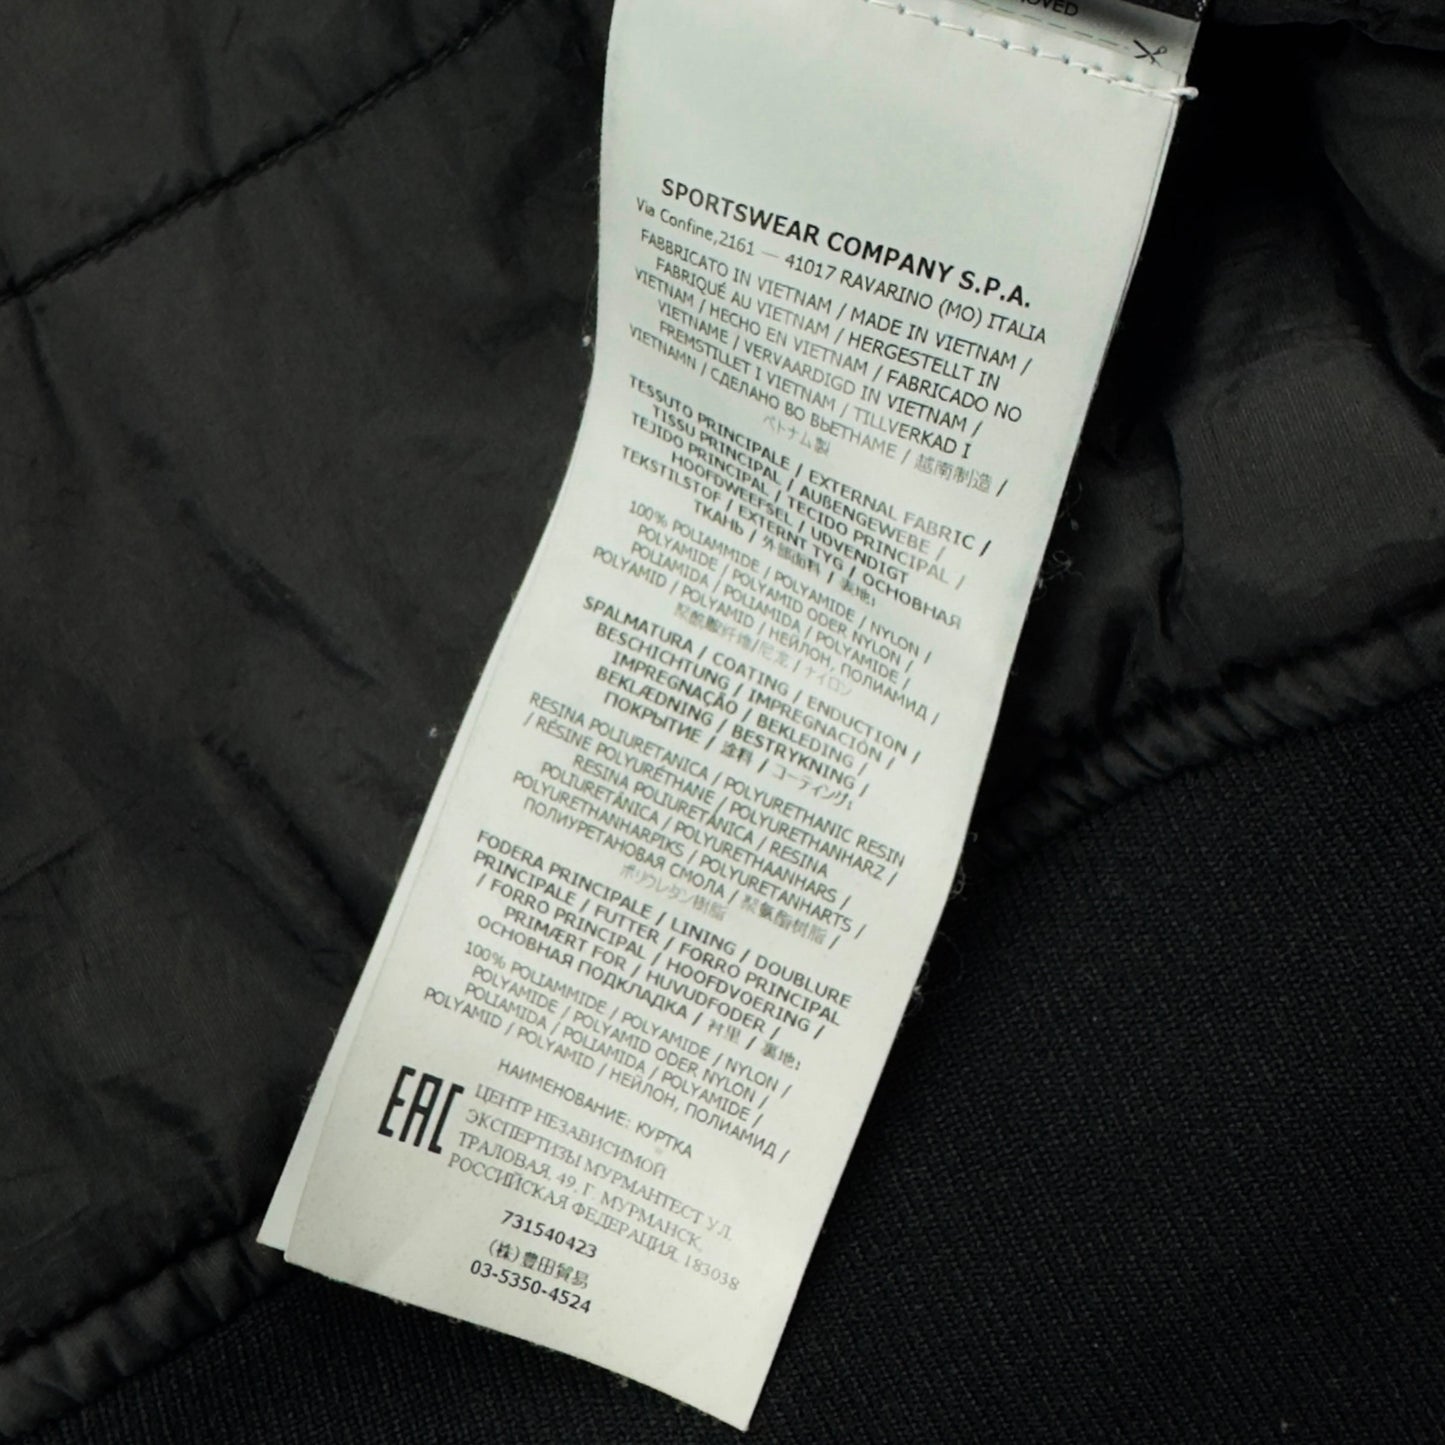 MOVED
SPORTSWEAR COMPANY S.P.A.
Via Confine,2161 — 41017 RAVARINO (MO) ITALIA
FABBRICATO IN VIETNAM / MADE IN VIETNAM /
FABRIQUÉ AU VIETNAM / HERGESTELLT IN
VIETNAM / HECHO EN VIETNAM / FABRICADO NO
VIETNAME / VERVAARDIGD IN VIETNAM /
FREMSTILLET I VIETNAM / TILLVERKAD I
VIETNAMN / СДЕЛАНО ВО ВЬЕТНАМЕ / 越南制造 /
ベトナム製
TESSUTO PRINCIPALE / EXTERNAL FABRIC /
TISSU PRINCIPAL / AUßENGEWEBE /
TEJIDO PRINCIPAL / TECIDO PRINCIPAL /
HOOFDWEEFSEL / UDVENDIGT
TEKSTILSTOF / EXTERNT TYG / ОСНОВНАЯ
ТКАНЬ / 外部面料 / 裏地:
100% POLIAMMIDE / POLYAMIDE / NYLON /
POLYAMIDE / POLYAMID ODER NYLON /
POLIAMIDA / POLIAMIDA / POLYAMIDE /
POLYAMID / POLYAMID / НЕЙЛОН, ПОЛИАМИД /
聚酰胺纤维/尼龙 / ナイロン
SPALMATURA / COATING / ENDUCTION /
BESCHICHTUNG / IMPREGNACIÓN /
IMPREGNAÇÃO / BEKLEDING /
BEKLÆDNING / BESTRYKNING /
ПОКРЫТИЕ / 涂料 / コーティング:
RESINA POLIURETANICA / POLYURETHANIC RESIN
/ RÉSINE POLYURÉTHANE / POLYURETHANHARZ /
RESINA POLIURETÂNICA / RESINA
POLIURETÂNICA / POLYURETHAANHARS /
POLYURETHANHARPIKS / POLYURETANHARTS /
ПОЛИУРЕТАНОВАЯ СМОЛА / 聚氨酯树脂 /
ポリウレタン樹脂
FODERA PRINCIPALE / LINING / DOUBLURE
PRINCIPALE / FUTTER / FORRO PRINCIPAL
/ FORRO PRINCIPAL / HOOFDVOERING /
PRIMÆRT FOR / HUVUDFODER /
ОСНОВНАЯ ПОДКЛАДКА / 衬里 / 裏地:
100% POLIAMMIDE / POLYAMIDE / NYLON /
POLYAMIDE / POLYAMID ODER NYLON /
POLIAMIDA / POLIAMIDA / POLYAMIDE /
POLYAMID / POLYAMID / НЕЙЛОН, ПОЛИАМИД /
НАИМЕНОВАНИЕ: КУРТКА
EAC
ЦЕНТР НЕЗАВИСИМОЙ
ЭКСПЕРТИЗЫ МУРМАНТЕСТ УЛ.
ТРАЛОВАЯ, 49, Г. МУРМАНСК,
РОССИЙСКАЯ ФЕДЕРАЦИЯ, 183038
731540423
(株)豊田貿易
03-5350-4524